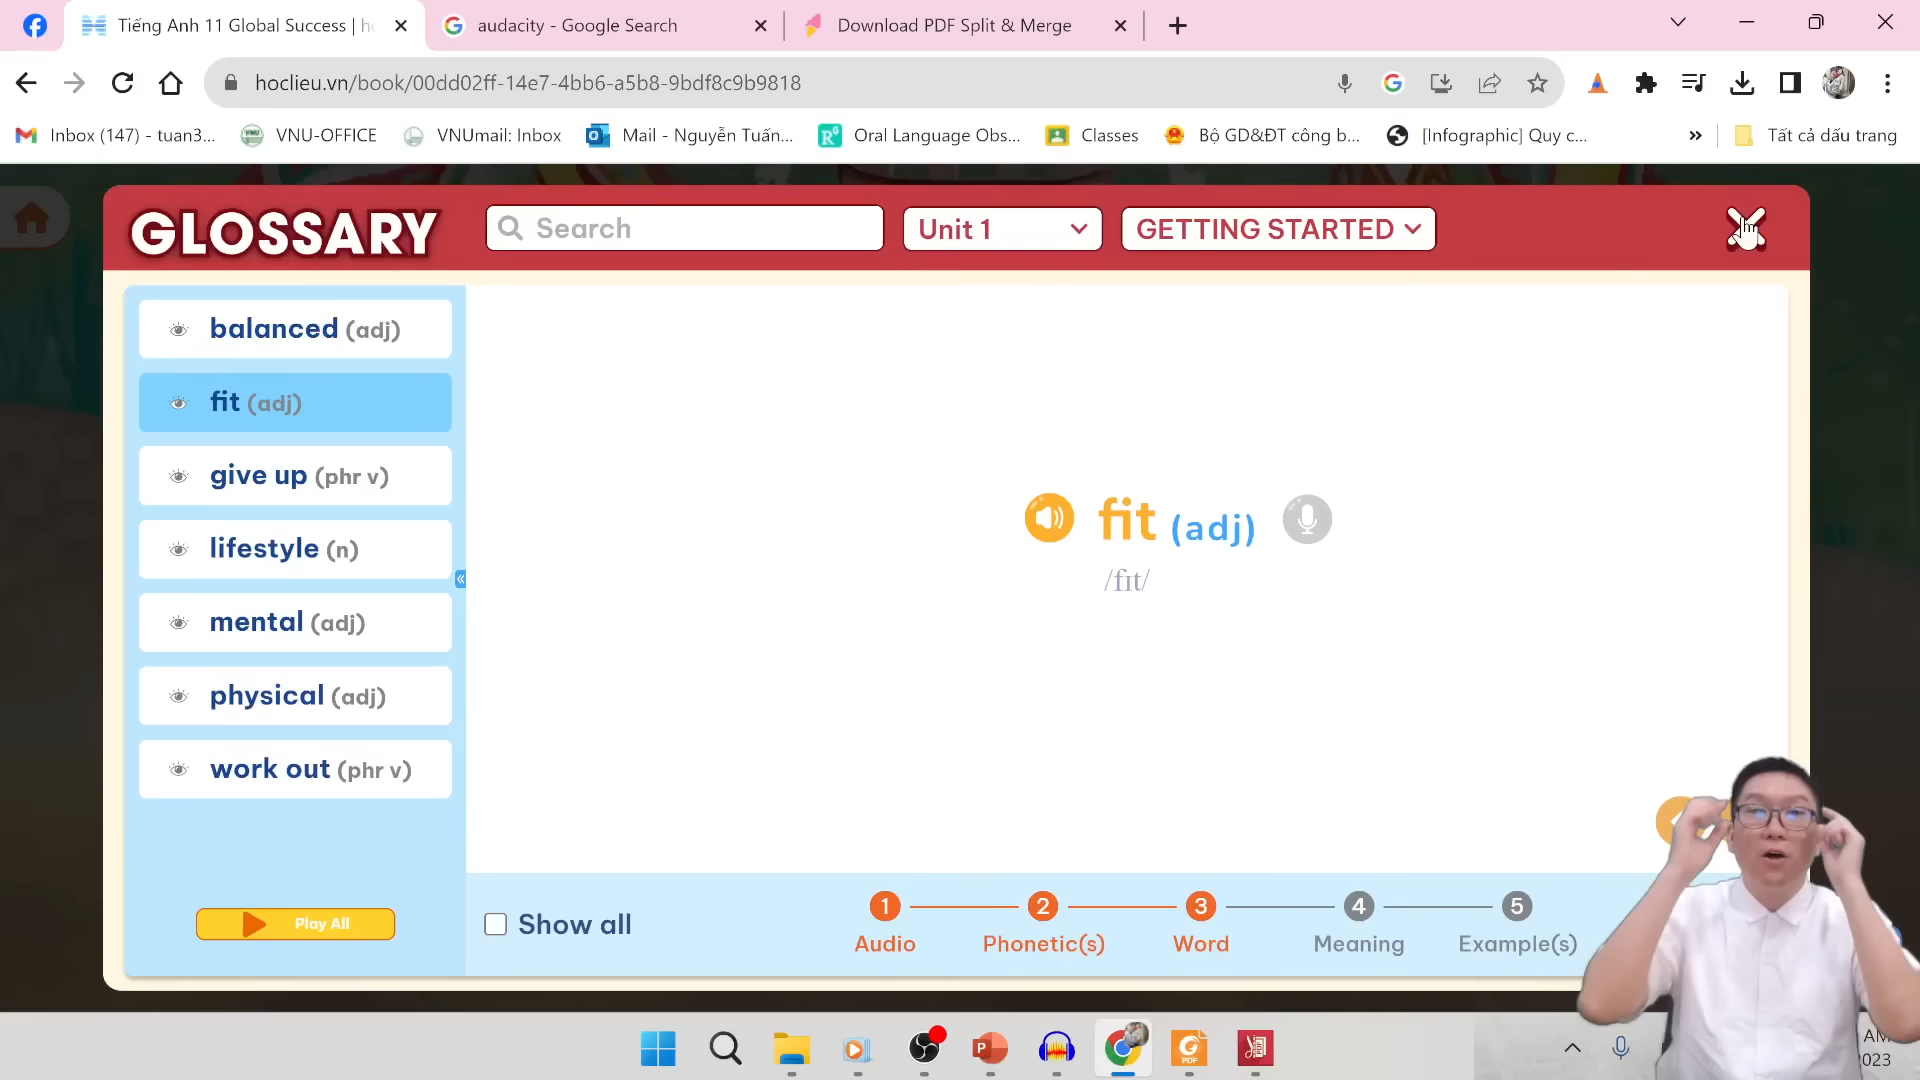 Tiếng Anh 11 Global Success | h
audacity - Google Search
Download PDF Split & Merge
hoclieu.vn/book/00dd02ff-14e7-4bb6-a5b8-9bdf8c9b9818
Inbox (147) - tuan3...
VNU-OFFICE
VNUmail: Inbox
Mail - Nguyễn Tuấn...
Oral Language Obs...
Classes
Bộ GD&ĐT công b...
[Infographic] Quy c...
»
Tất cả dấu trang
GLOSSARY
Search
Unit 1
GETTING STARTED
balanced (adj)
fit (adj)
give up (phr v)
lifestyle (n)
mental (adj)
physical (adj)
work out (phr v)
Play All
fit (adj)
/fɪt/
Show all
1
Audio
2
Phonetic(s)
3
Word
4
Meaning
5
Example(s)
AM
2023